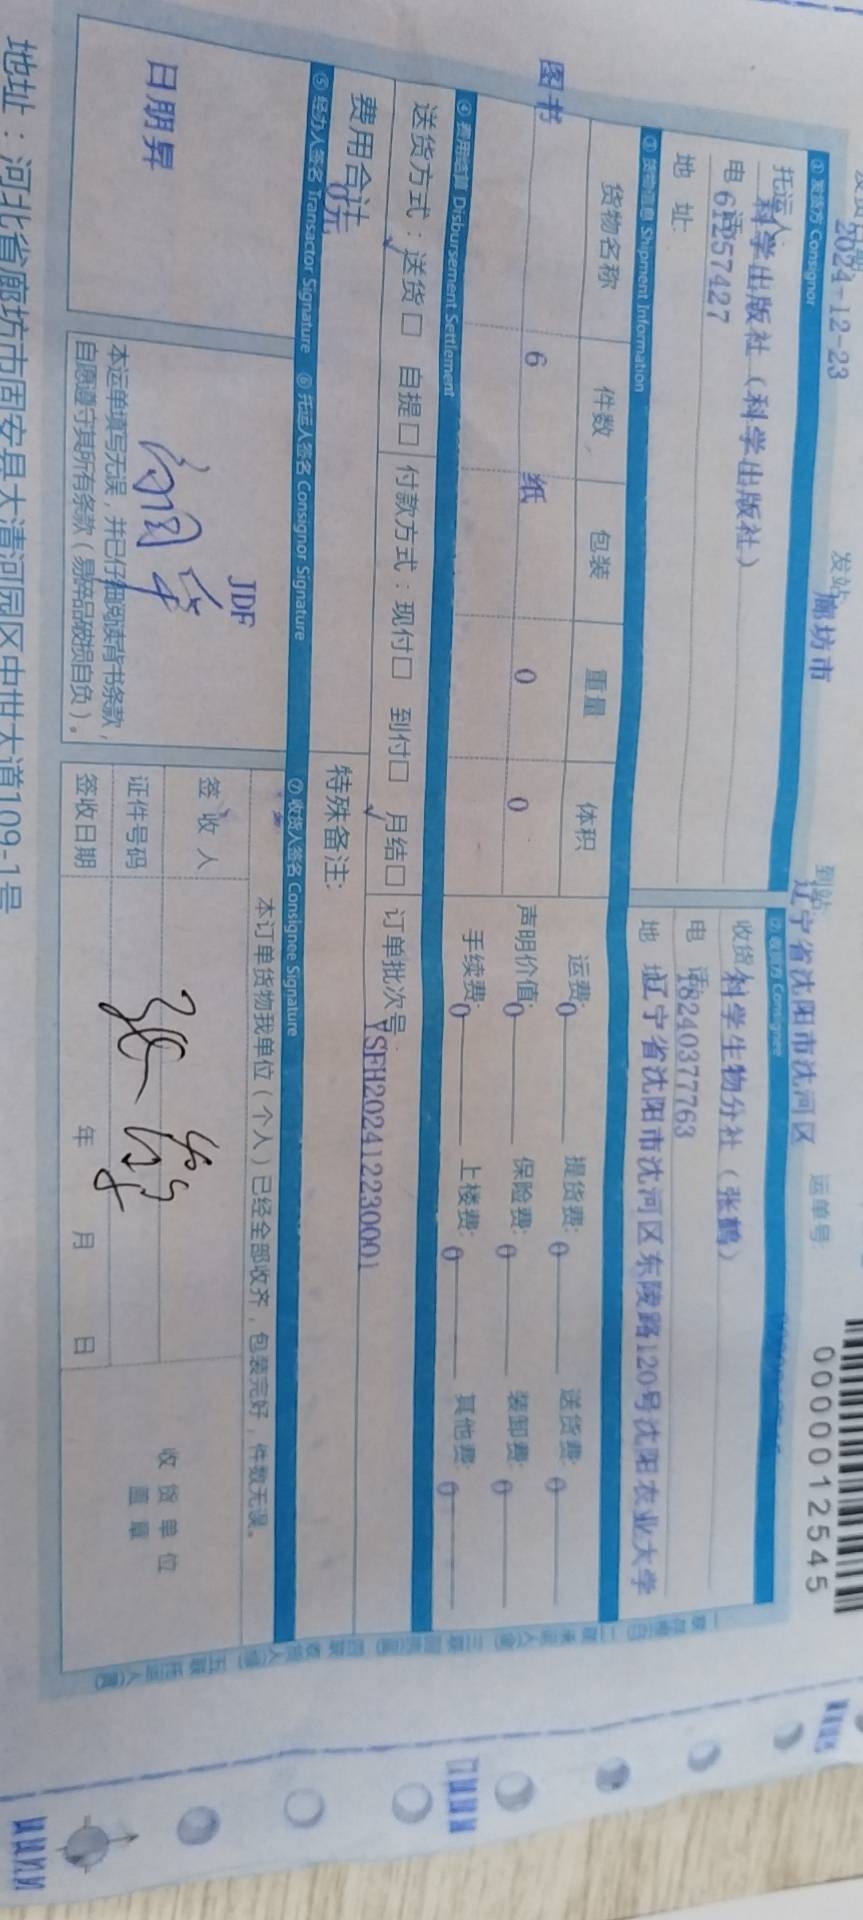 2024-12-23 发站: 廊坊市 到站: 辽宁省沈阳市沈河区 运单号 0000012545
① 发货方 Consignor
托运人: 科学出版社（科学出版社）
电 话 61257427
地 址
② 收货方 Consignee
收货 科学生物分社（张鹤）
电 话 18240377763
地 址 辽宁省沈阳市沈河区东陵路120号沈阳农业大学
③ 货物信息 Shipment Information
货物名称 件数 包装 重量 体积
图书 6 纸 0 0
运费: 0 提货费: 0 送货费: 0
声明价值: 0 保险费: 0 装卸费: 0
手续费: 0 上楼费: 0 其他费: 0
④ 费用结算 Disbursement Settlement
送货方式：送货□ 自提□ 付款方式：现付□ 到付□ 月结□ 订单批次号: YSFH202412230001
费用合计 0元 特殊备注:
⑤ 经办人签名 Transactor Signature ⑥ 托运人签名 Consignor Signature ⑦ 收货人签名 Consignee Signature
日朋昇
JDF
本运单填写无误，并已仔细阅读背书条款，
自愿遵守其所有条款（易碎品破损自负）。
本订单货物我单位（个人）已经全部收齐，包装完好，件数无误。
签 收 人
证件号码
签收日期 年 月 日
收 货 单 位
盖 章
地址：河北省廊坊市固安县大清河园区中世大道109-1号